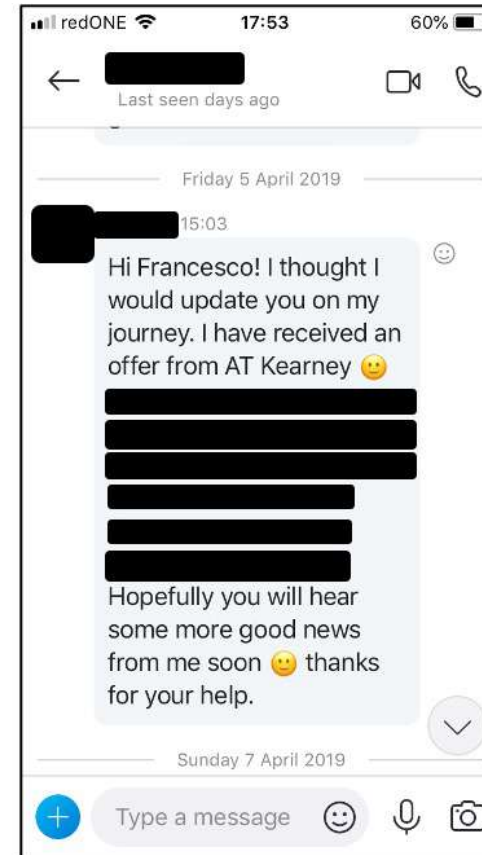 redONE 17:53 60%
Last seen days ago
Friday 5 April 2019
15:03
Hi Francesco! I thought I
would update you on my
journey. I have received an
offer from AT Kearney 🙂
Hopefully you will hear
some more good news
from me soon 🙂 thanks
for your help.
Sunday 7 April 2019
Type a message